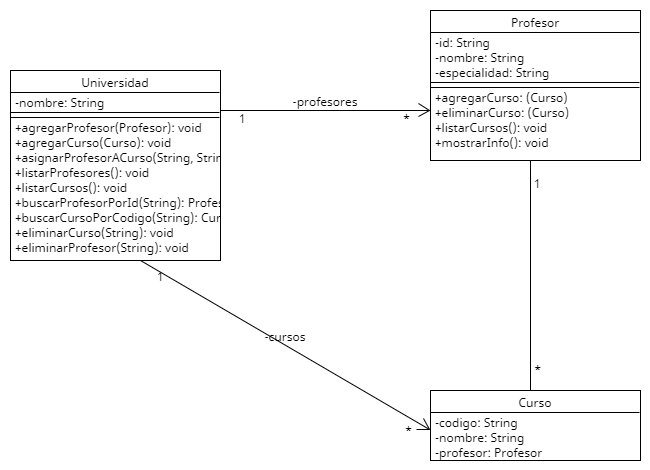 Universidad
-nombre: String
+agregarProfesor(Profesor): void
+agregarCurso(Curso): void
+asignarProfesorACurso(String, Strin
+listarProfesores(): void
+listarCursos(): void
+buscarProfesorPorId(String): Profes
+buscarCursoPorCodigo(String): Cur
+eliminarCurso(String): void
+eliminarProfesor(String): void
-profesores
1
*
Profesor
-id: String
-nombre: String
-especialidad: String
+agregarCurso: (Curso)
+eliminarCurso: (Curso)
+listarCursos(): void
+mostrarInfo(): void
1
*
1
-cursos
*
Curso
-codigo: String
-nombre: String
-profesor: Profesor